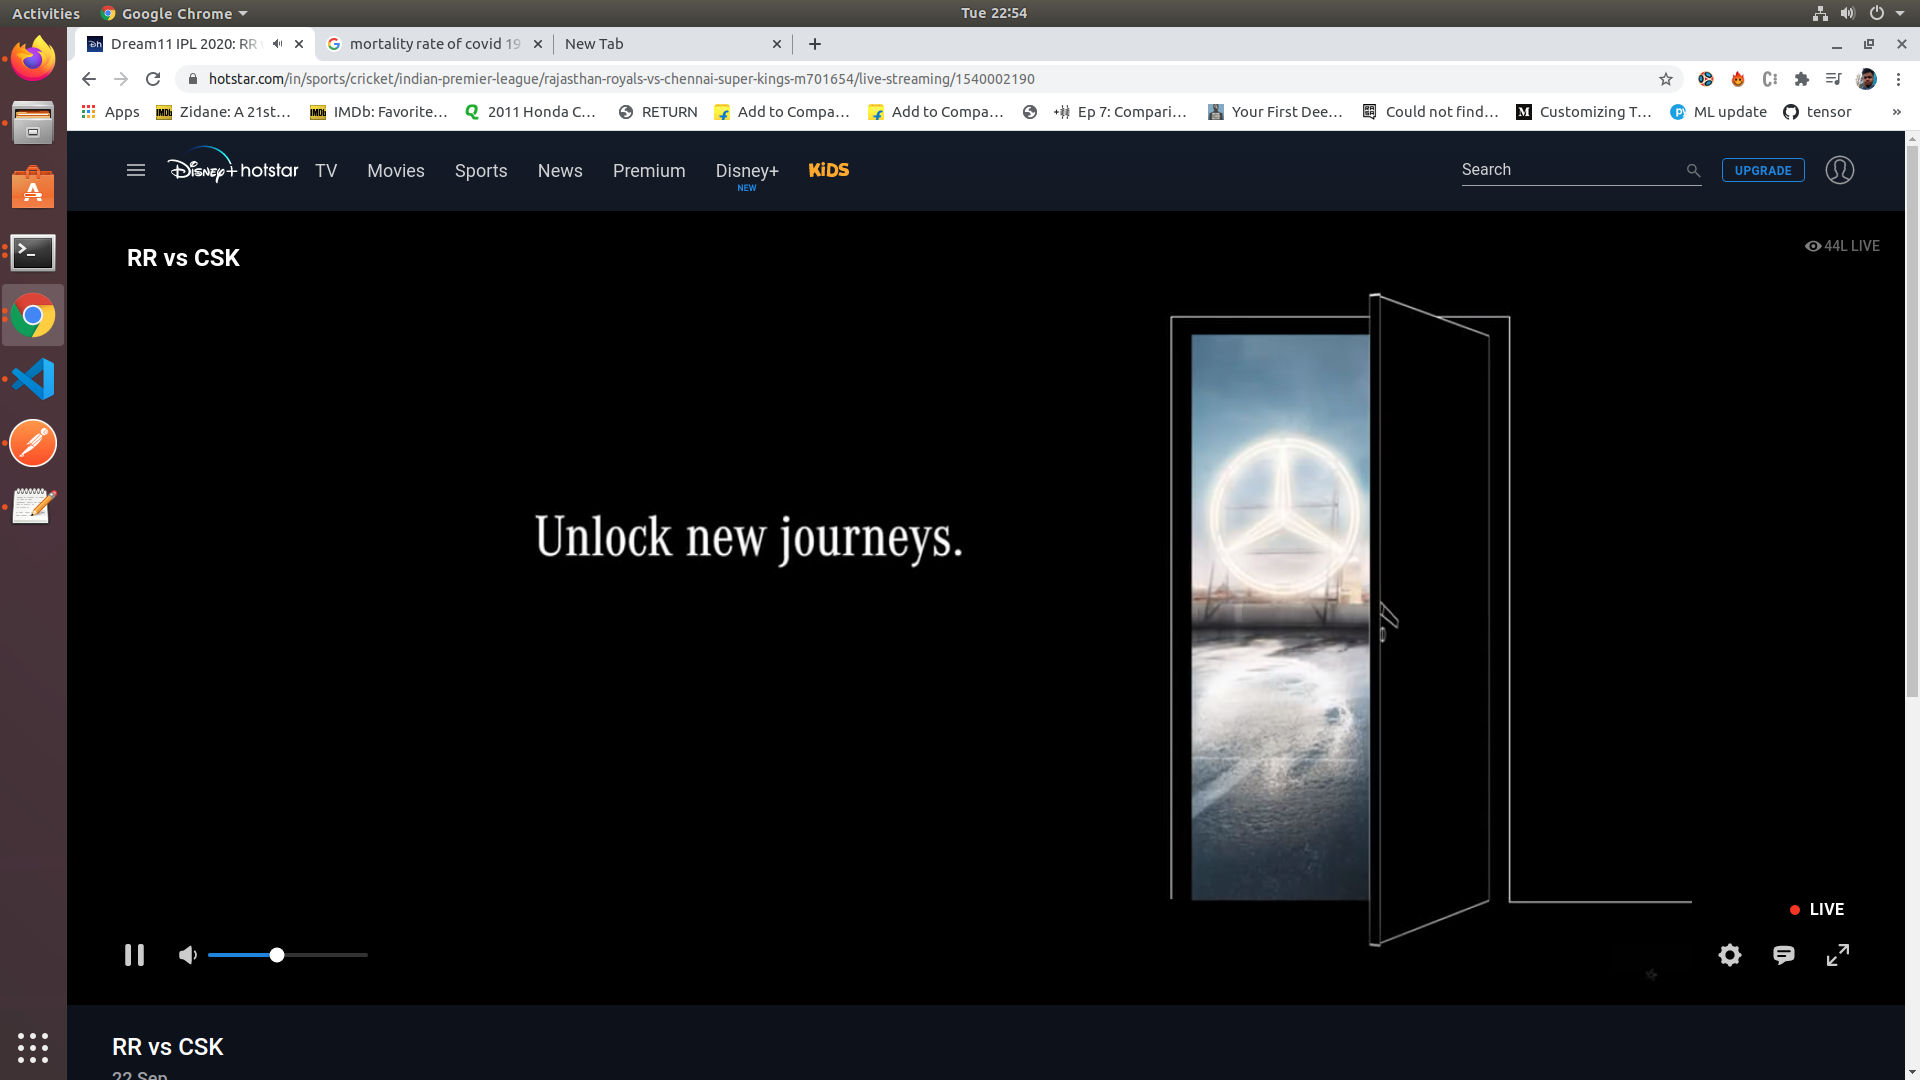 Activities
Google Chrome
Tue 22:54
Dream11 IPL 2020: RR
mortality rate of covid 19
New Tab
hotstar.com/in/sports/cricket/indian-premier-league/rajasthan-royals-vs-chennai-super-kings-m701654/live-streaming/1540002190
Apps
IMDb
Zidane: A 21st…
IMDb
IMDb: Favorite…
2011 Honda C…
RETURN
Add to Compa…
Add to Compa…
Ep 7: Compari…
Your First Dee…
Could not find…
Customizing T…
ML update
tensor
»
Disney+ hotstar
TV
Movies
Sports
News
Premium
Disney+
NEW
KiDS
Search
UPGRADE
RR vs CSK
44L LIVE
Unlock new journeys.
LIVE
RR vs CSK
22 Sep